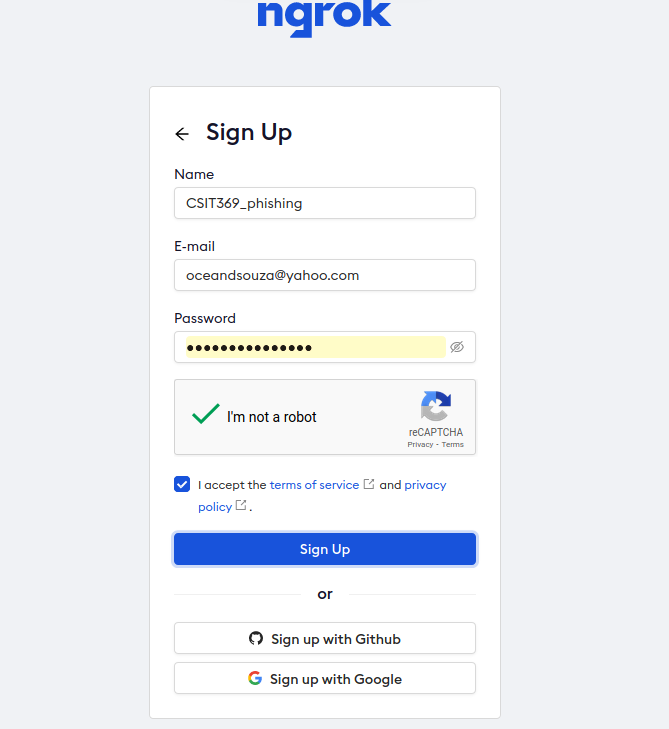 ngrok
← Sign Up
Name
CSIT369_phishing
E-mail
oceandsouza@yahoo.com
Password
●●●●●●●●●●●●●●●
I'm not a robot
reCAPTCHA
Privacy - Terms
I accept the terms of service and privacy
policy .
Sign Up
or
Sign up with Github
Sign up with Google